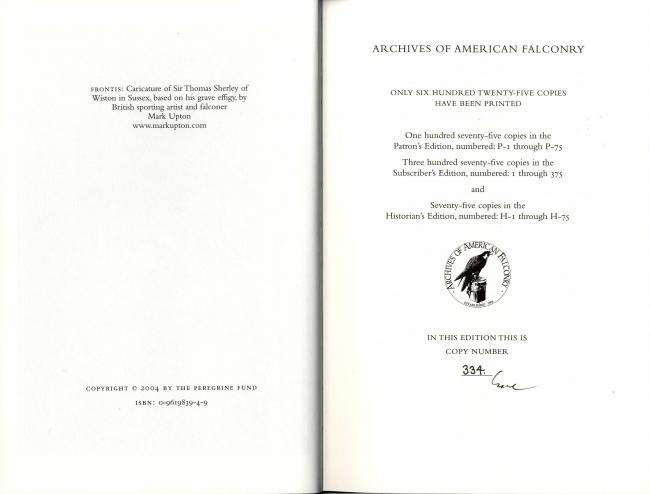 FRONTIS: Caricature of Sir Thomas Sherley of
Wiston in Sussex, based on his grave effigy, by
British sporting artist and falconer
Mark Upton
www.markupton.com
COPYRIGHT © 2004 BY THE PEREGRINE FUND
ISBN: 0-9619839-4-9
ARCHIVES OF AMERICAN FALCONRY
ONLY SIX HUNDRED TWENTY-FIVE COPIES
HAVE BEEN PRINTED
One hundred seventy-five copies in the
Patron's Edition, numbered: P-1 through P-75
Three hundred seventy-five copies in the
Subscriber's Edition, numbered: 1 through 375
and
Seventy-five copies in the
Historian's Edition, numbered: H-1 through H-75
ARCHIVES OF AMERICAN FALCONRY
IN THIS EDITION THIS IS
COPY NUMBER
334.